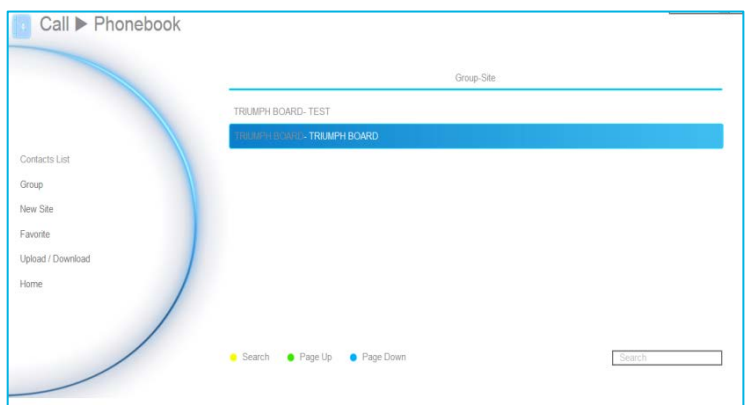 Call ▶ Phonebook
Group-Site
TRIUMPH BOARD- TEST
TRIUMPH BOARD- TRIUMPH BOARD
Contacts List
Group
New Site
Favorite
Upload / Download
Home
Search Page Up Page Down
Search